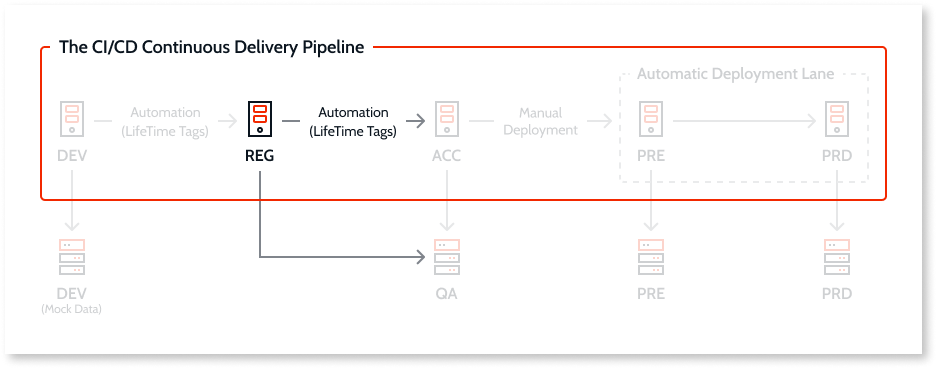 The CI/CD Continuous Delivery Pipeline
Automatic Deployment Lane
Automation
(LifeTime Tags)
Automation
(LifeTime Tags)
Manual
Deployment
DEV
REG
ACC
PRE
PRD
DEV
(Mock Data)
QA
PRE
PRD